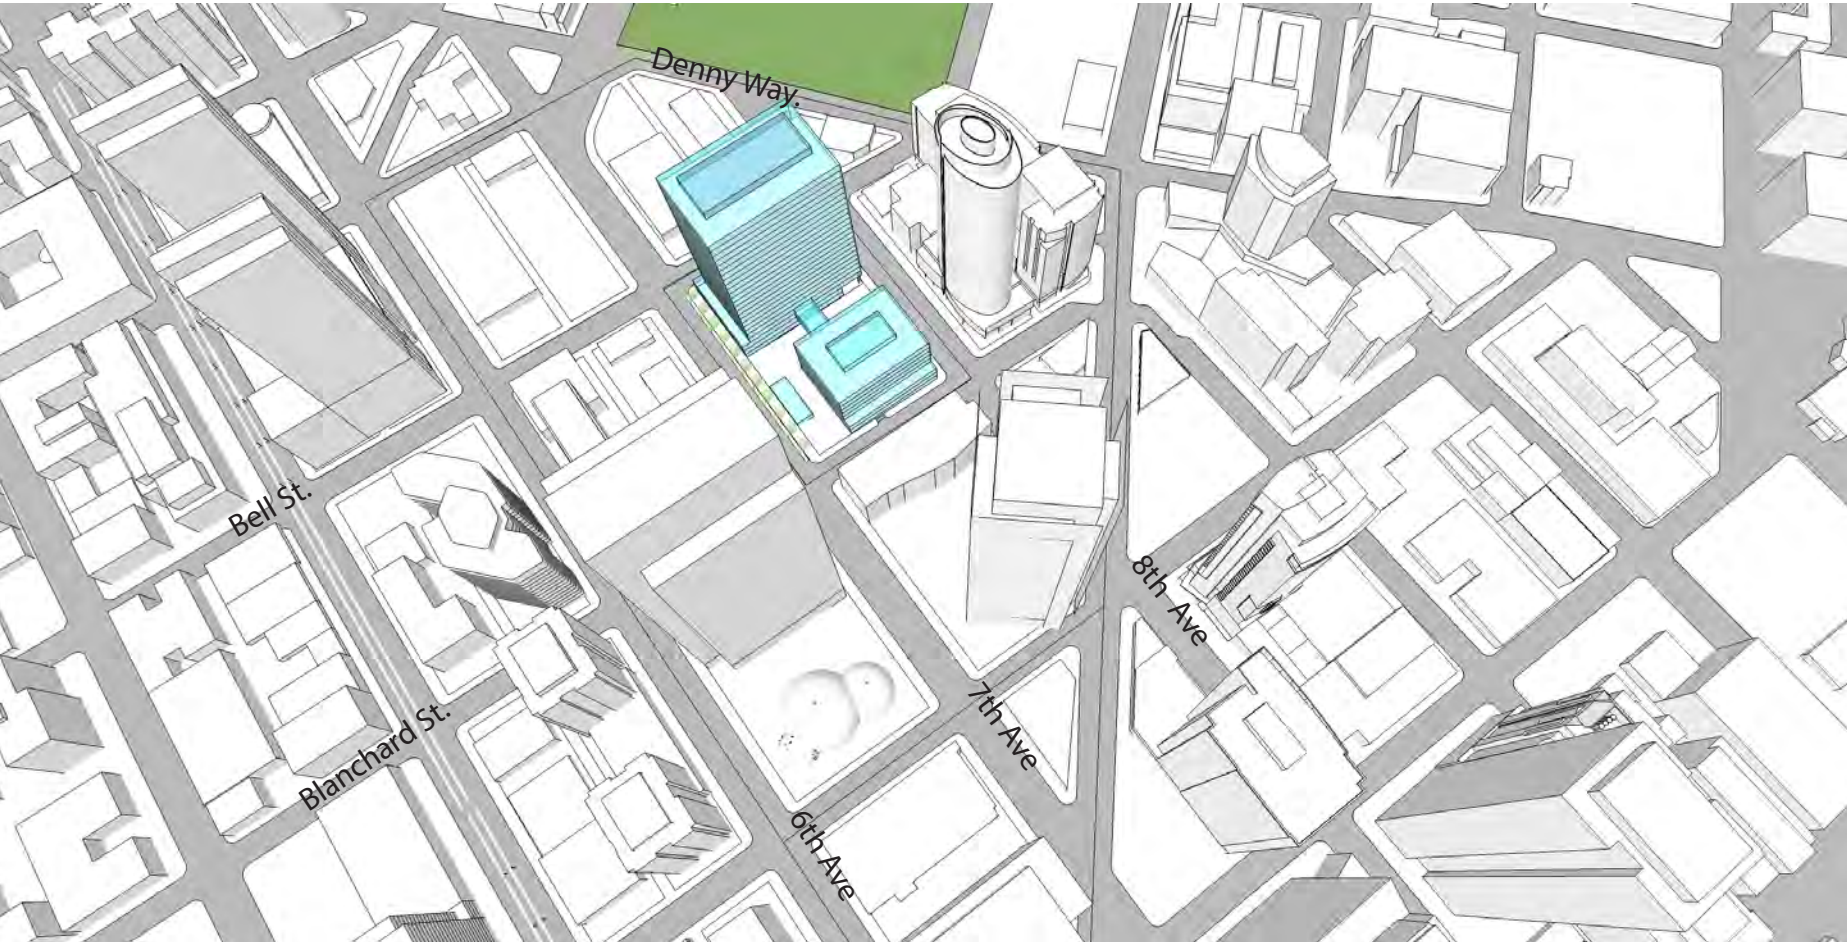 Denny Way.
Bell St.
8th Ave
Blanchard St.
7th Ave
6th Ave